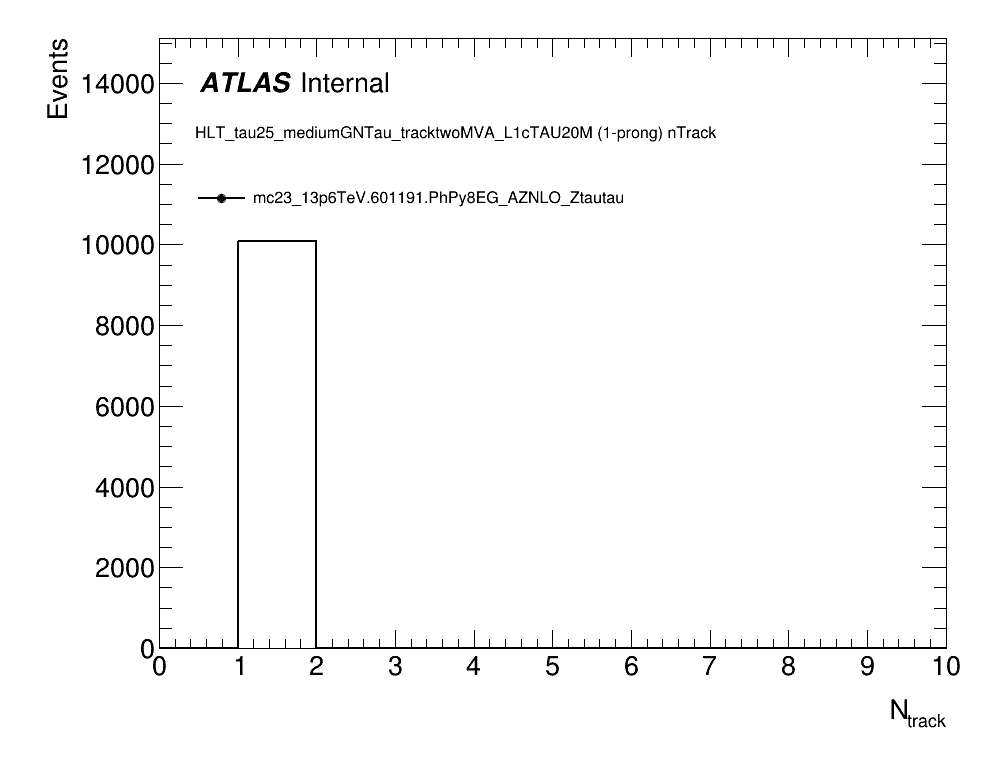 Events
14000
12000
10000
8000
6000
4000
2000
0
ATLAS Internal
HLT_tau25_mediumGNTau_tracktwoMVA_L1cTAU20M (1-prong) nTrack
mc23_13p6TeV.601191.PhPy8EG_AZNLO_Ztautau
0 1 2 3 4 5 6 7 8 9 10
Ntrack